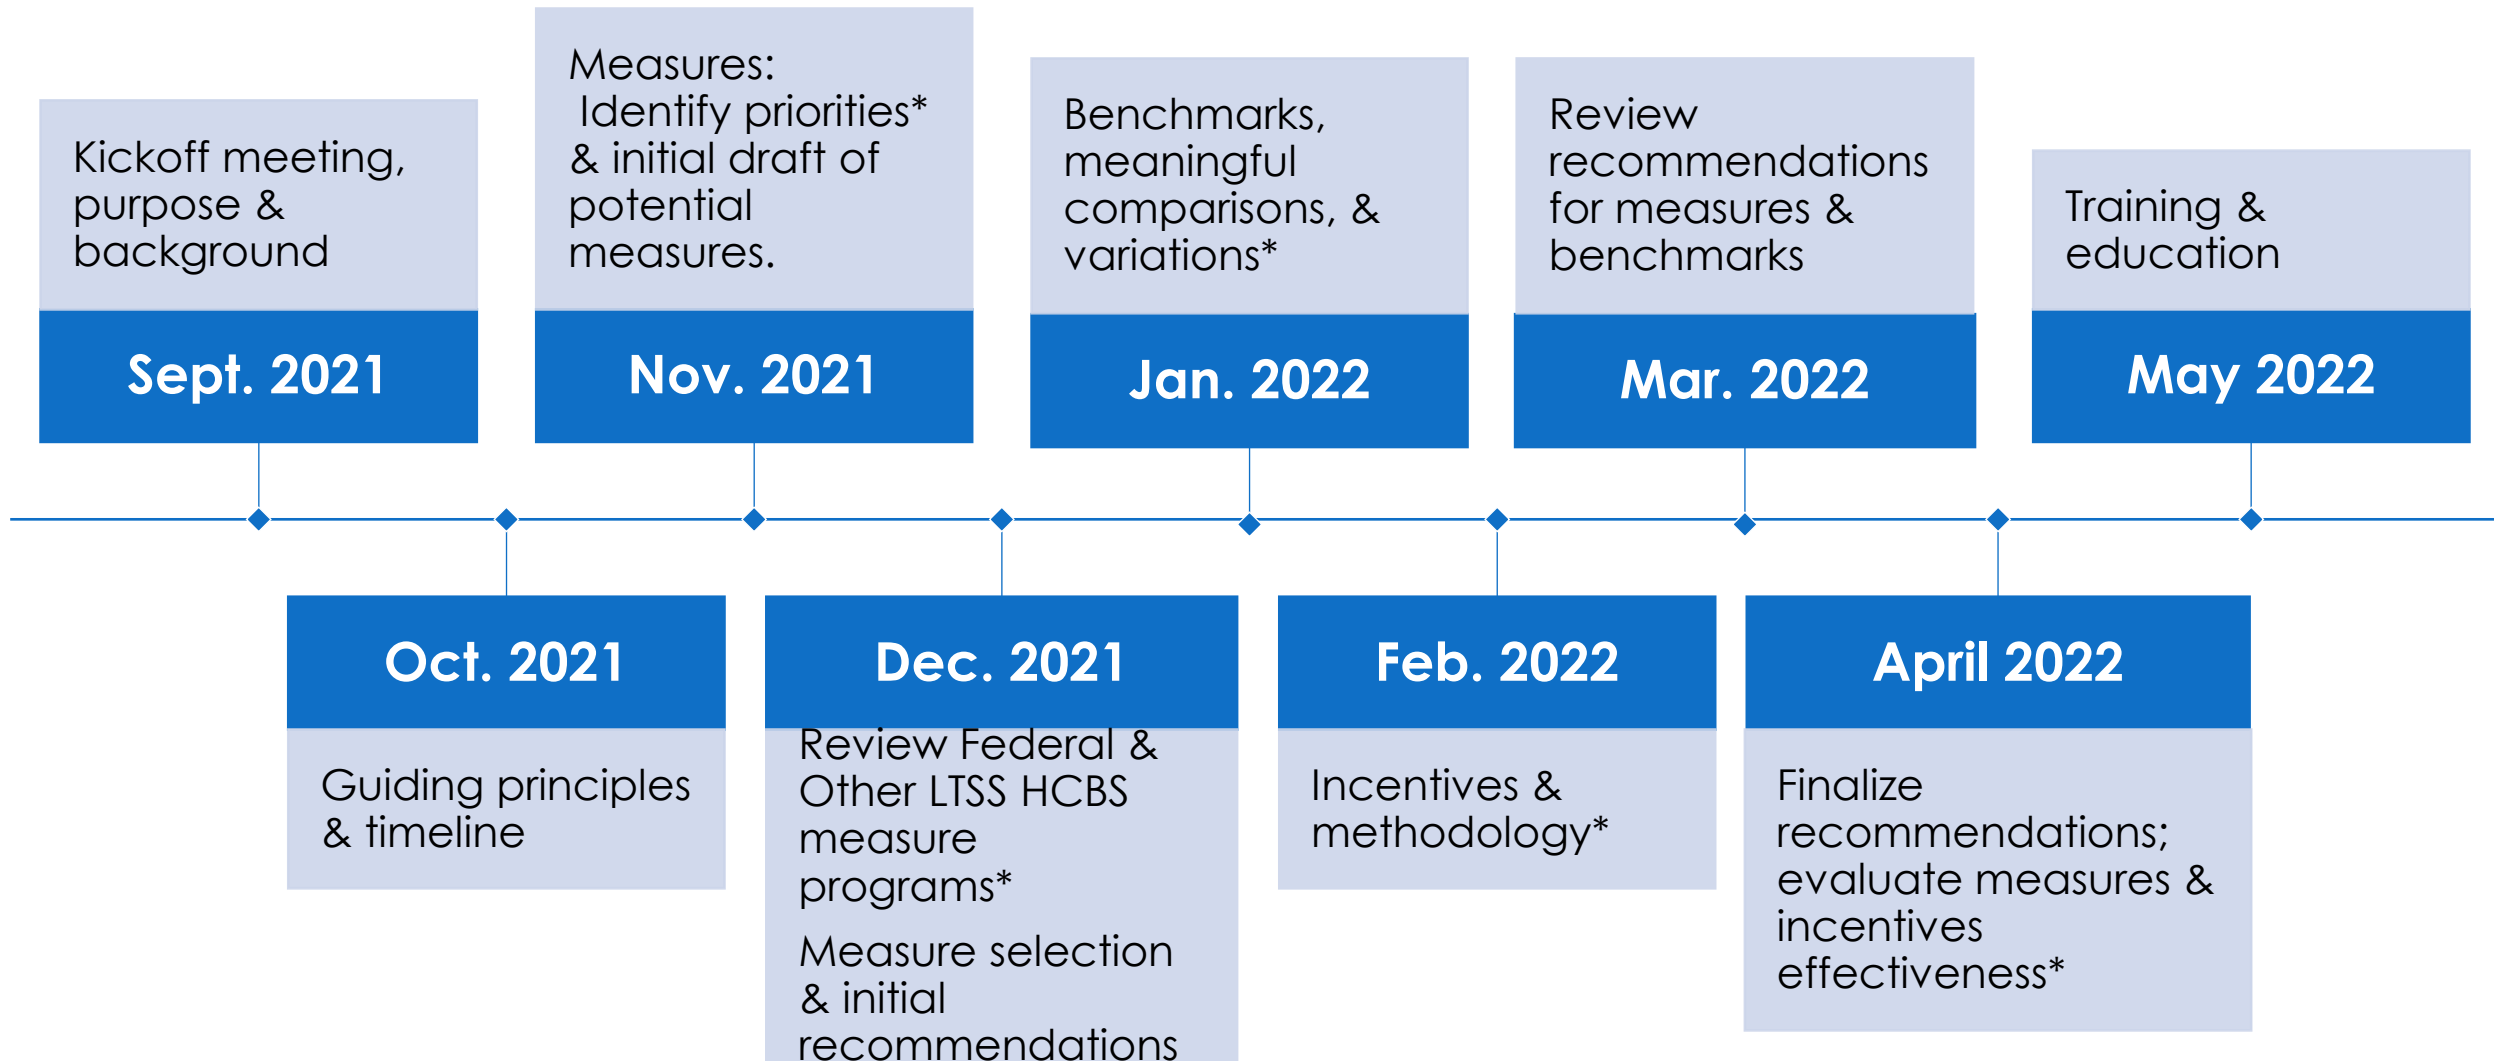 Kickoff meeting,
purpose &
background
Sept. 2021
Oct. 2021
Guiding principles
& timeline
Measures:
Identify priorities*
& initial draft of
potential
measures.
Nov. 2021
Dec. 2021
Review Federal &
Other LTSS HCBS
measure
programs*
Measure selection
& initial
recommendations
Benchmarks,
meaningful
comparisons, &
variations*
Jan. 2022
Feb. 2022
Incentives &
methodology*
Review
recommendations
for measures &
benchmarks
Mar. 2022
April 2022
Finalize
recommendations;
evaluate measures &
incentives
effectiveness*
Training &
education
May 2022